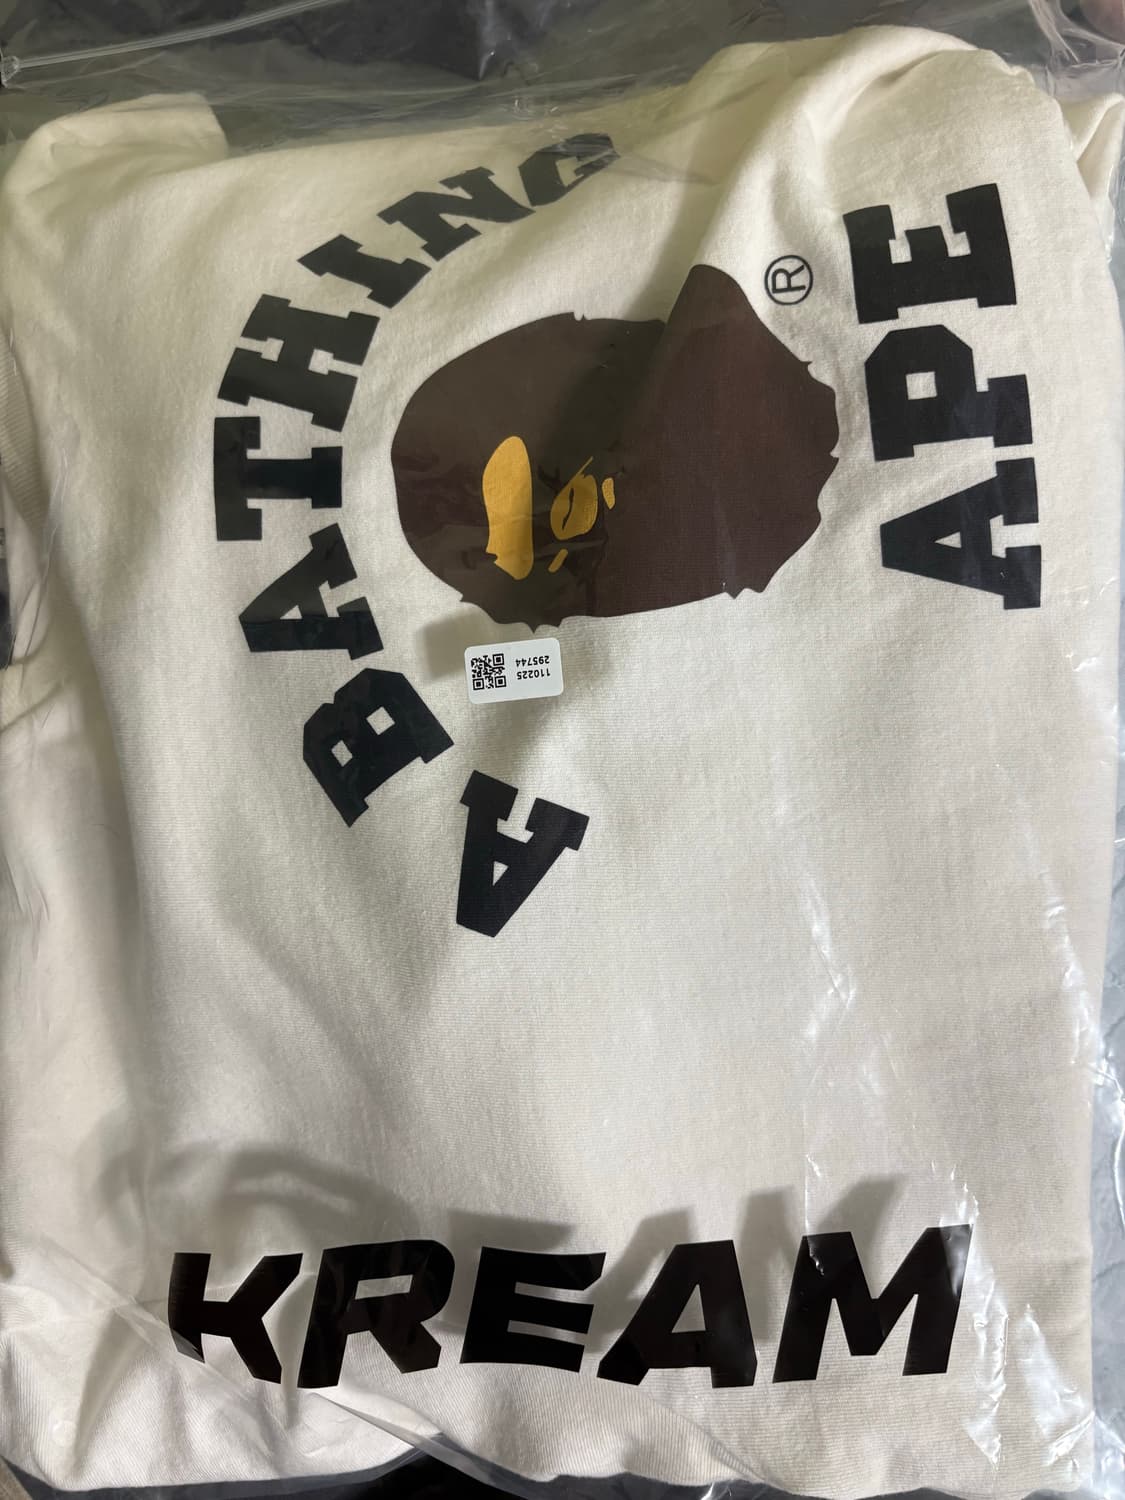 A BATHING APE
®
110225
295744
KREAM